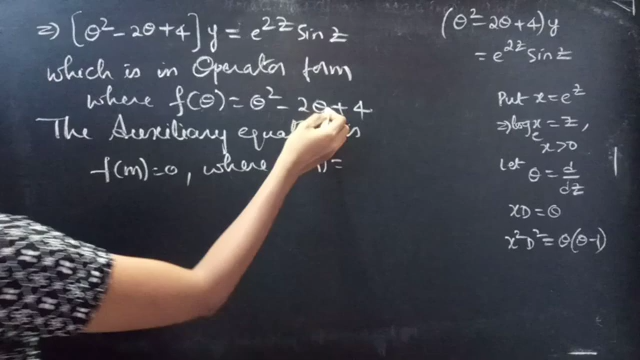 ⇒ [θ² - 2θ + 4] y = e^{2z} Sin z
which is in Operator form
where f(θ) = θ² - 2θ + 4
The Auxiliary is
f(m) = 0, where =
(θ² - 2θ + 4) y
= e^{2z} Sin z
Put x = e^z
⇒ log_e x = z,
x > 0
Let θ = d/dz
xD = θ
x²D² = θ(θ-1)